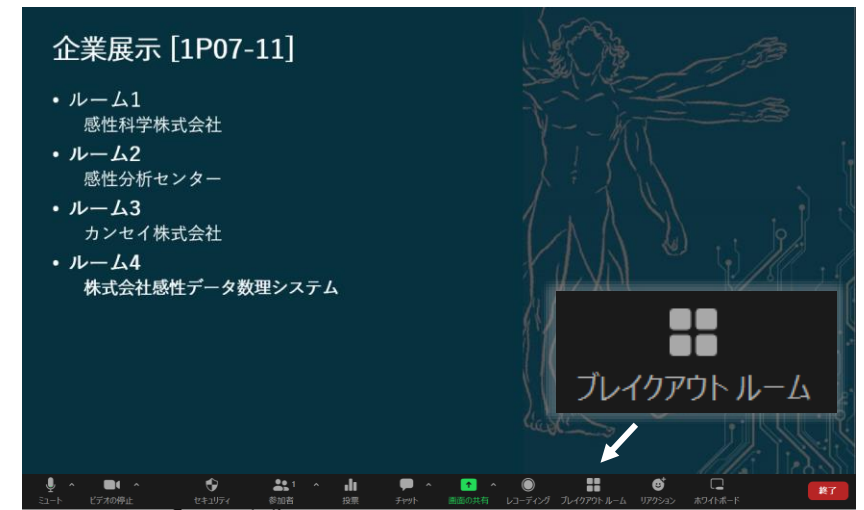 企業展示 [1P07-11]
• ルーム1
感性科学株式会社
• ルーム2
感性分析センター
• ルーム3
カンセイ株式会社
• ルーム4
株式会社感性データ数理システム
ブレイクアウト ルーム
ミュート
ビデオの停止
セキュリティ
1
参加者
投票
チャット
画面の共有
レコーディング
ブレイクアウト ルーム
リアクション
ホワイトボード
終了